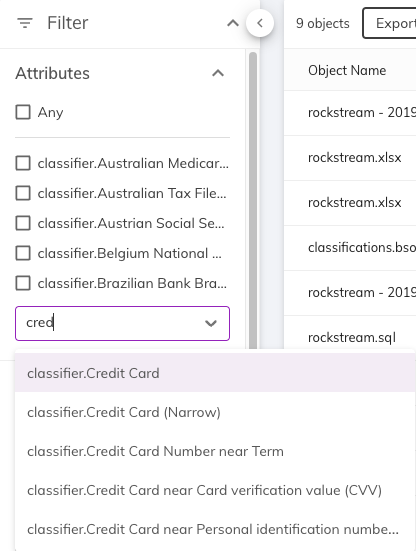 Filter
Attributes
Any
classifier.Australian Medicar...
classifier.Australian Tax File...
classifier.Austrian Social Se...
classifier.Belgium National ...
classifier.Brazilian Bank Bra...
cred
classifier.Credit Card
classifier.Credit Card (Narrow)
classifier.Credit Card Number near Term
classifier.Credit Card near Card verification value (CVV)
classifier.Credit Card near Personal identification numbe...
9 objects
Export
Object Name
rockstream - 2019
rockstream.xlsx
rockstream.xlsx
classifications.bso
rockstream - 2019
rockstream.sql